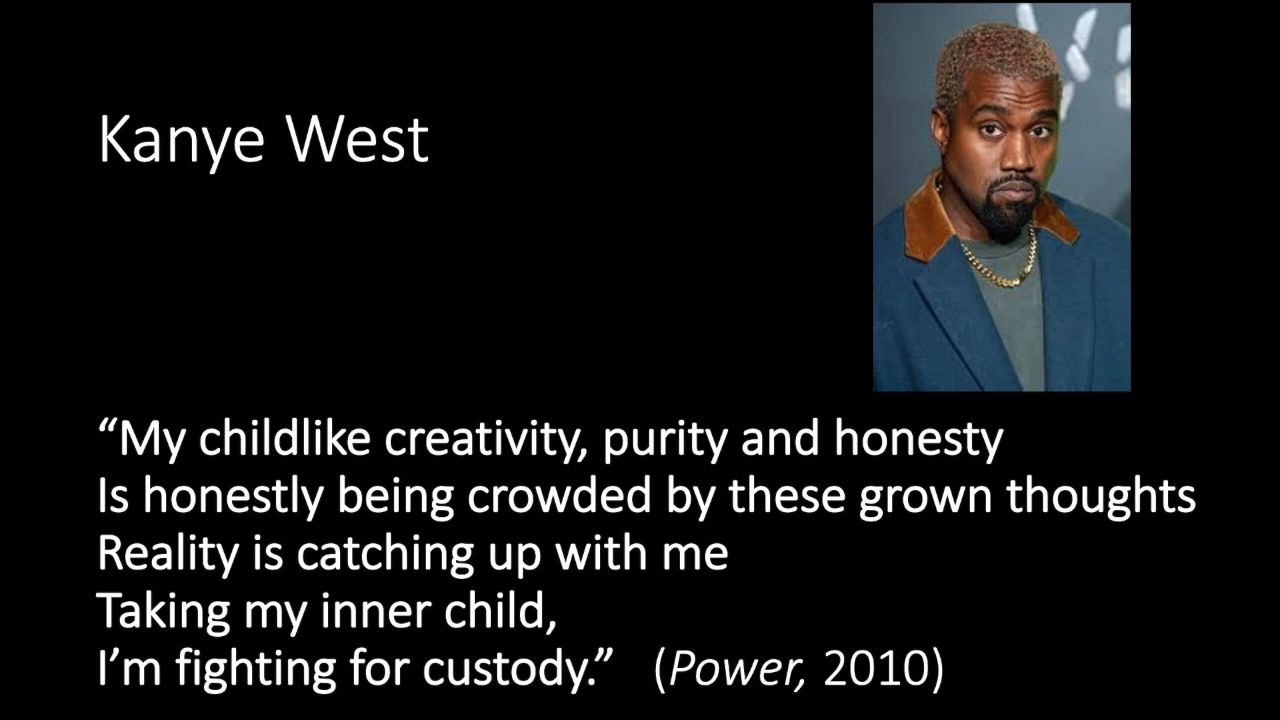 Kanye West
“My childlike creativity, purity and honesty
Is honestly being crowded by these grown thoughts
Reality is catching up with me
Taking my inner child,
I’m fighting for custody.” (Power, 2010)